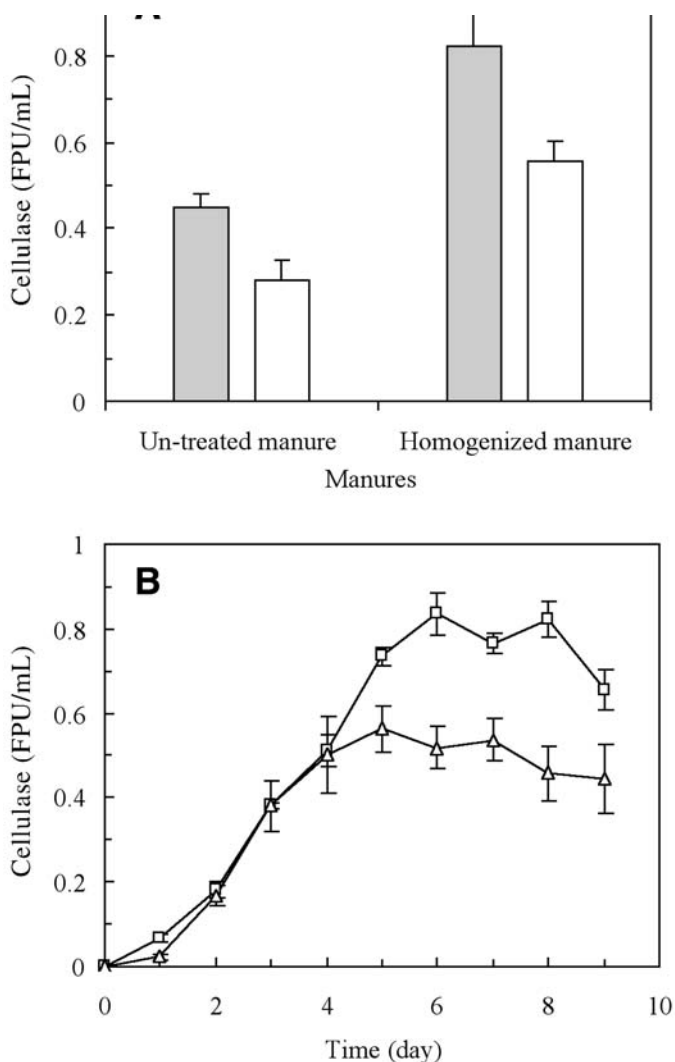 A
Cellulase (FPU/mL)
0.8
0.6
0.4
0.2
0
Un-treated manure Homogenized manure
Manures
B
Cellulase (FPU/mL)
1
0.8
0.6
0.4
0.2
0
0 2 4 6 8 10
Time (day)